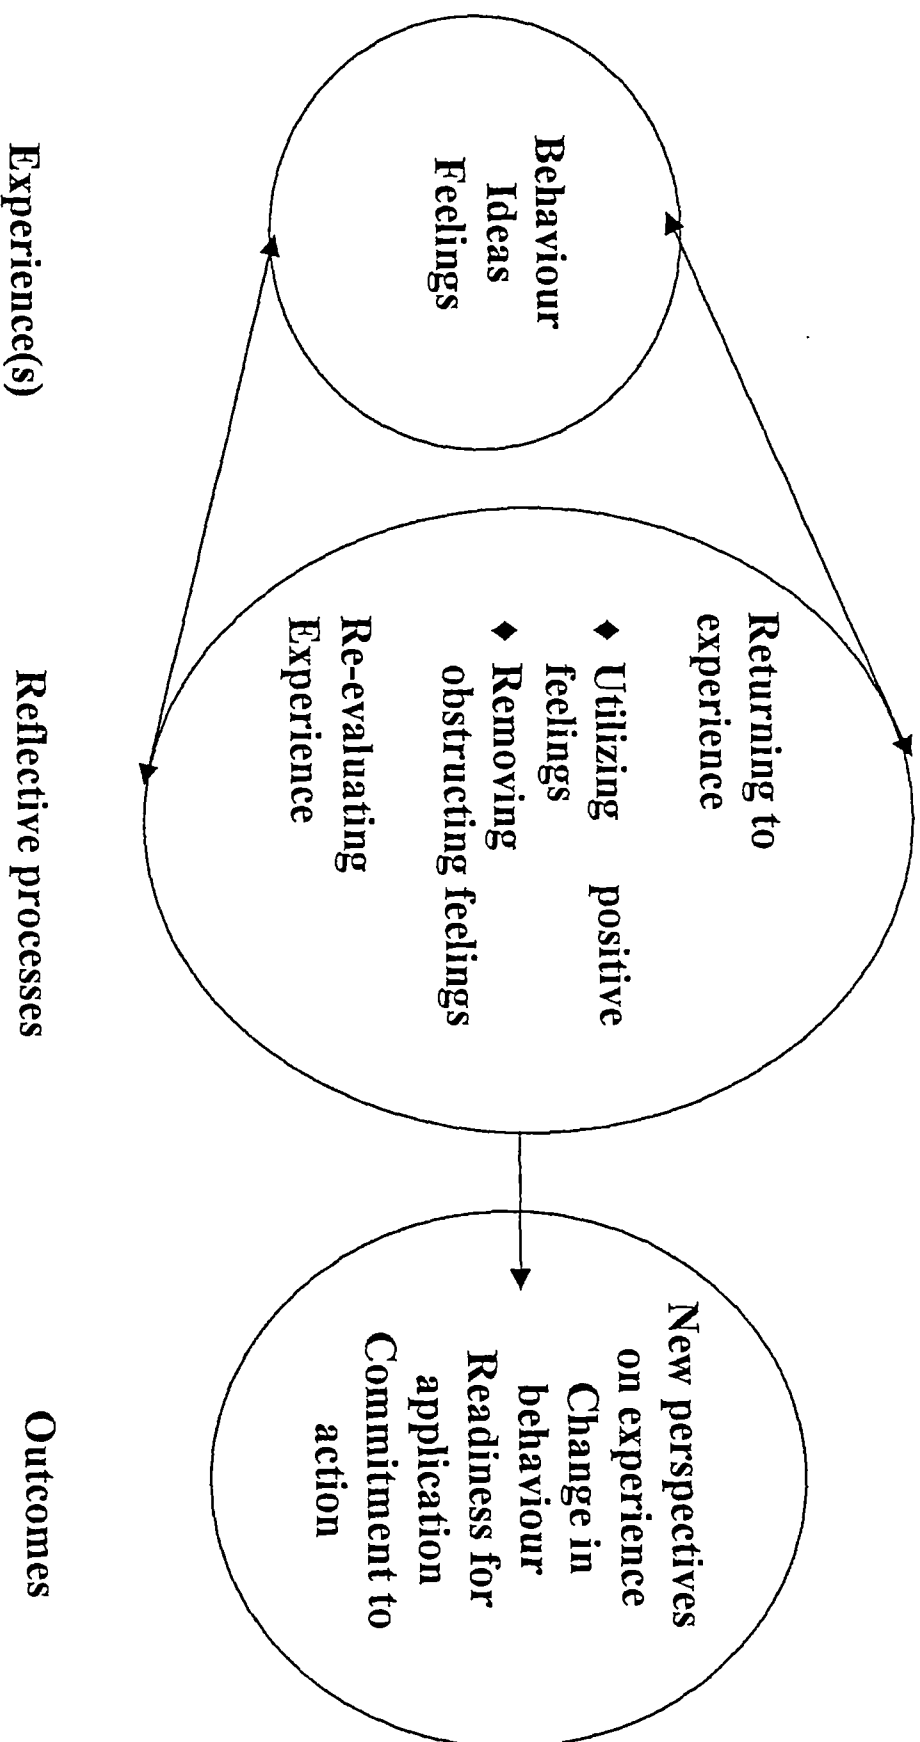 Behaviour
Ideas
Feelings
Returning to
experience
♦ Utilizing positive
feelings
♦ Removing
obstructing feelings
Re-evaluating
Experience
New perspectives
on experience
Change in
behaviour
Readiness for
application
Commitment to
action
Experience(s)
Reflective processes
Outcomes